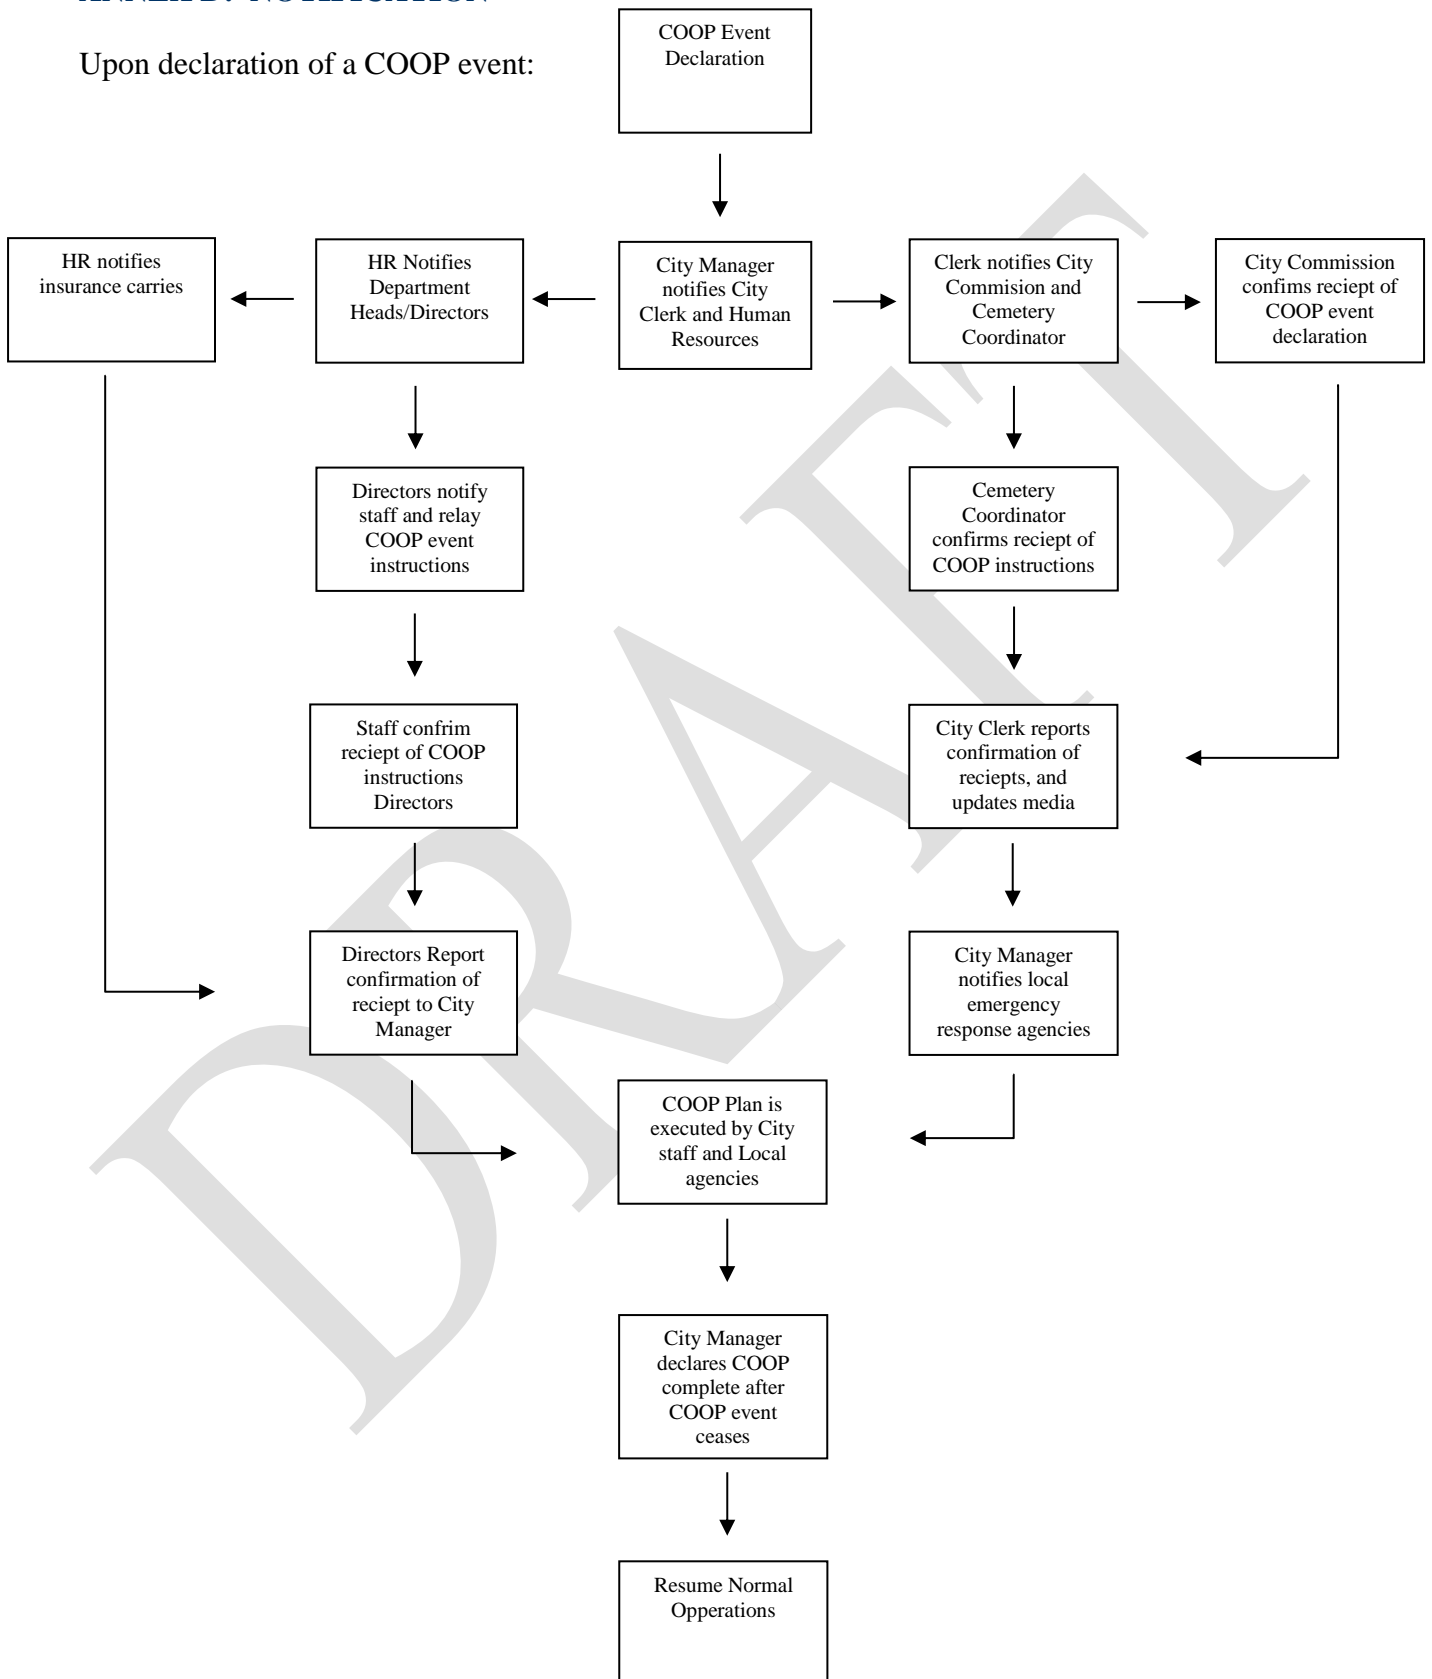 Upon declaration of a COOP event:
COOP Event
Declaration
HR notifies
insurance carries
HR Notifies
Department
Heads/Directors
City Manager
notifies City
Clerk and Human
Resources
Clerk notifies City
Commision and
Cemetery
Coordinator
City Commission
confims reciept of
COOP event
declaration
Directors notify
staff and relay
COOP event
instructions
Cemetery
Coordinator
confirms reciept of
COOP instructions
Staff confrim
reciept of COOP
instructions
Directors
City Clerk reports
confirmation of
reciepts, and
updates media
Directors Report
confirmation of
reciept to City
Manager
City Manager
notifies local
emergency
response agencies
COOP Plan is
executed by City
staff and Local
agencies
City Manager
declares COOP
complete after
COOP event
ceases
Resume Normal
Opperations
DRAFT